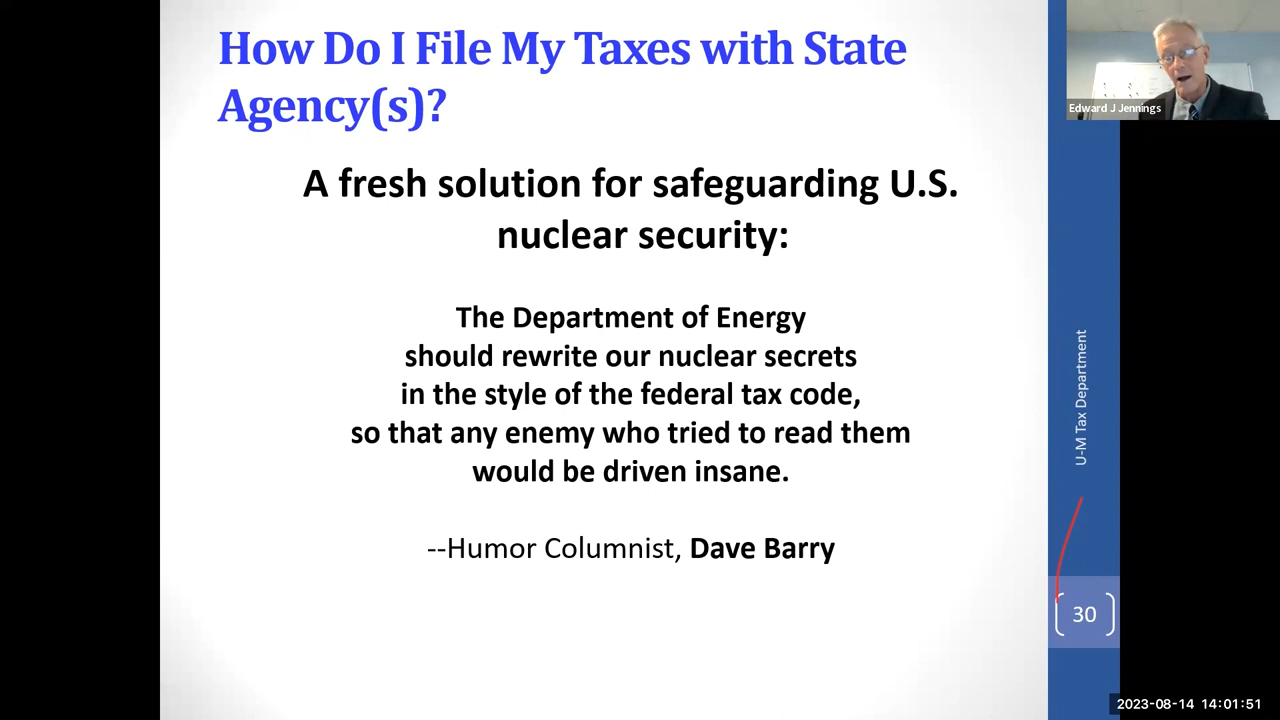 How Do I File My Taxes with State
Agency(s)?
A fresh solution for safeguarding U.S.
nuclear security:
The Department of Energy
should rewrite our nuclear secrets
in the style of the federal tax code,
so that any enemy who tried to read them
would be driven insane.
--Humor Columnist, Dave Barry
Edward J Jennings
U-M Tax Department
30
2023-08-14 14:01:51